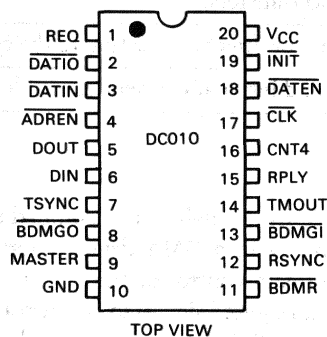 REQ 1 20 VCC
DATIO 2 19 INIT
DATIN 3 18 DATEN
ADREN 4 17 CLK
DC010
DOUT 5 16 CNT4
DIN 6 15 RPLY
TSYNC 7 14 TMOUT
BDMGO 8 13 BDMGI
MASTER 9 12 RSYNC
GND 10 11 BDMR
TOP VIEW